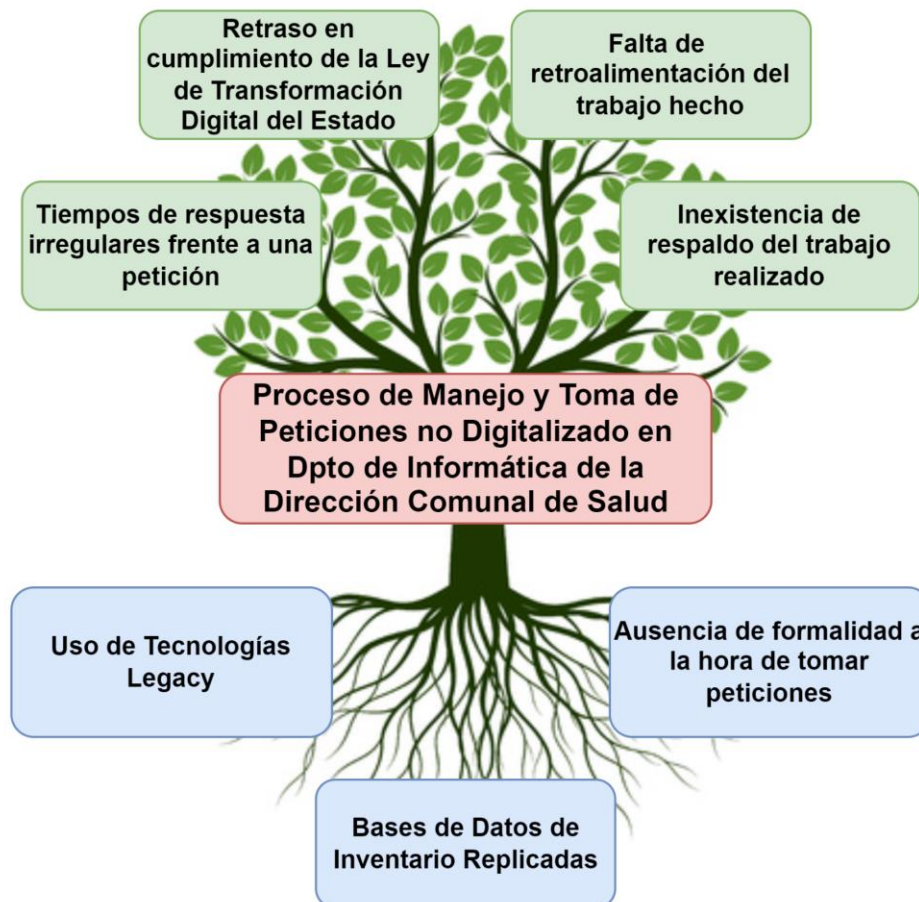 Retraso en
cumplimiento de la Ley
de Transformación
Digital del Estado
Falta de
retroalimentación del
trabajo hecho
Tiempos de respuesta
irregulares frente a una
petición
Inexistencia de
respaldo del trabajo
realizado
Proceso de Manejo y Toma de
Peticiones no Digitalizado en
Dpto de Informática de la
Dirección Comunal de Salud
Uso de Tecnologías
Legacy
Ausencia de formalidad a
la hora de tomar
peticiones
Bases de Datos de
Inventario Replicadas